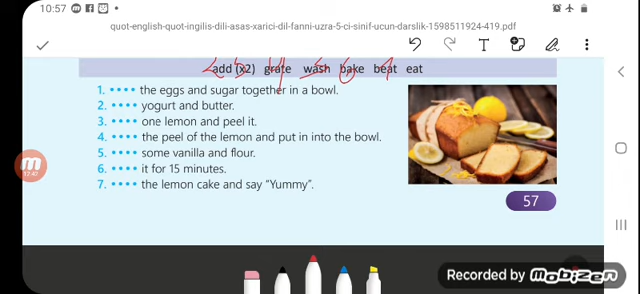 10:57
quot-english-quot-ingilis-dili-asas-xarici-dil-fanni-uzra-5-ci-sinif-ucun-darslik-1598511924-419.pdf
add (x2) grate wash bake beat eat
1. •••• the eggs and sugar together in a bowl.
2. •••• yogurt and butter.
3. •••• one lemon and peel it.
4. •••• the peel of the lemon and put in into the bowl.
5. •••• some vanilla and flour.
6. •••• it for 15 minutes.
7. •••• the lemon cake and say “Yummy”.
57
Recorded by Mobizen